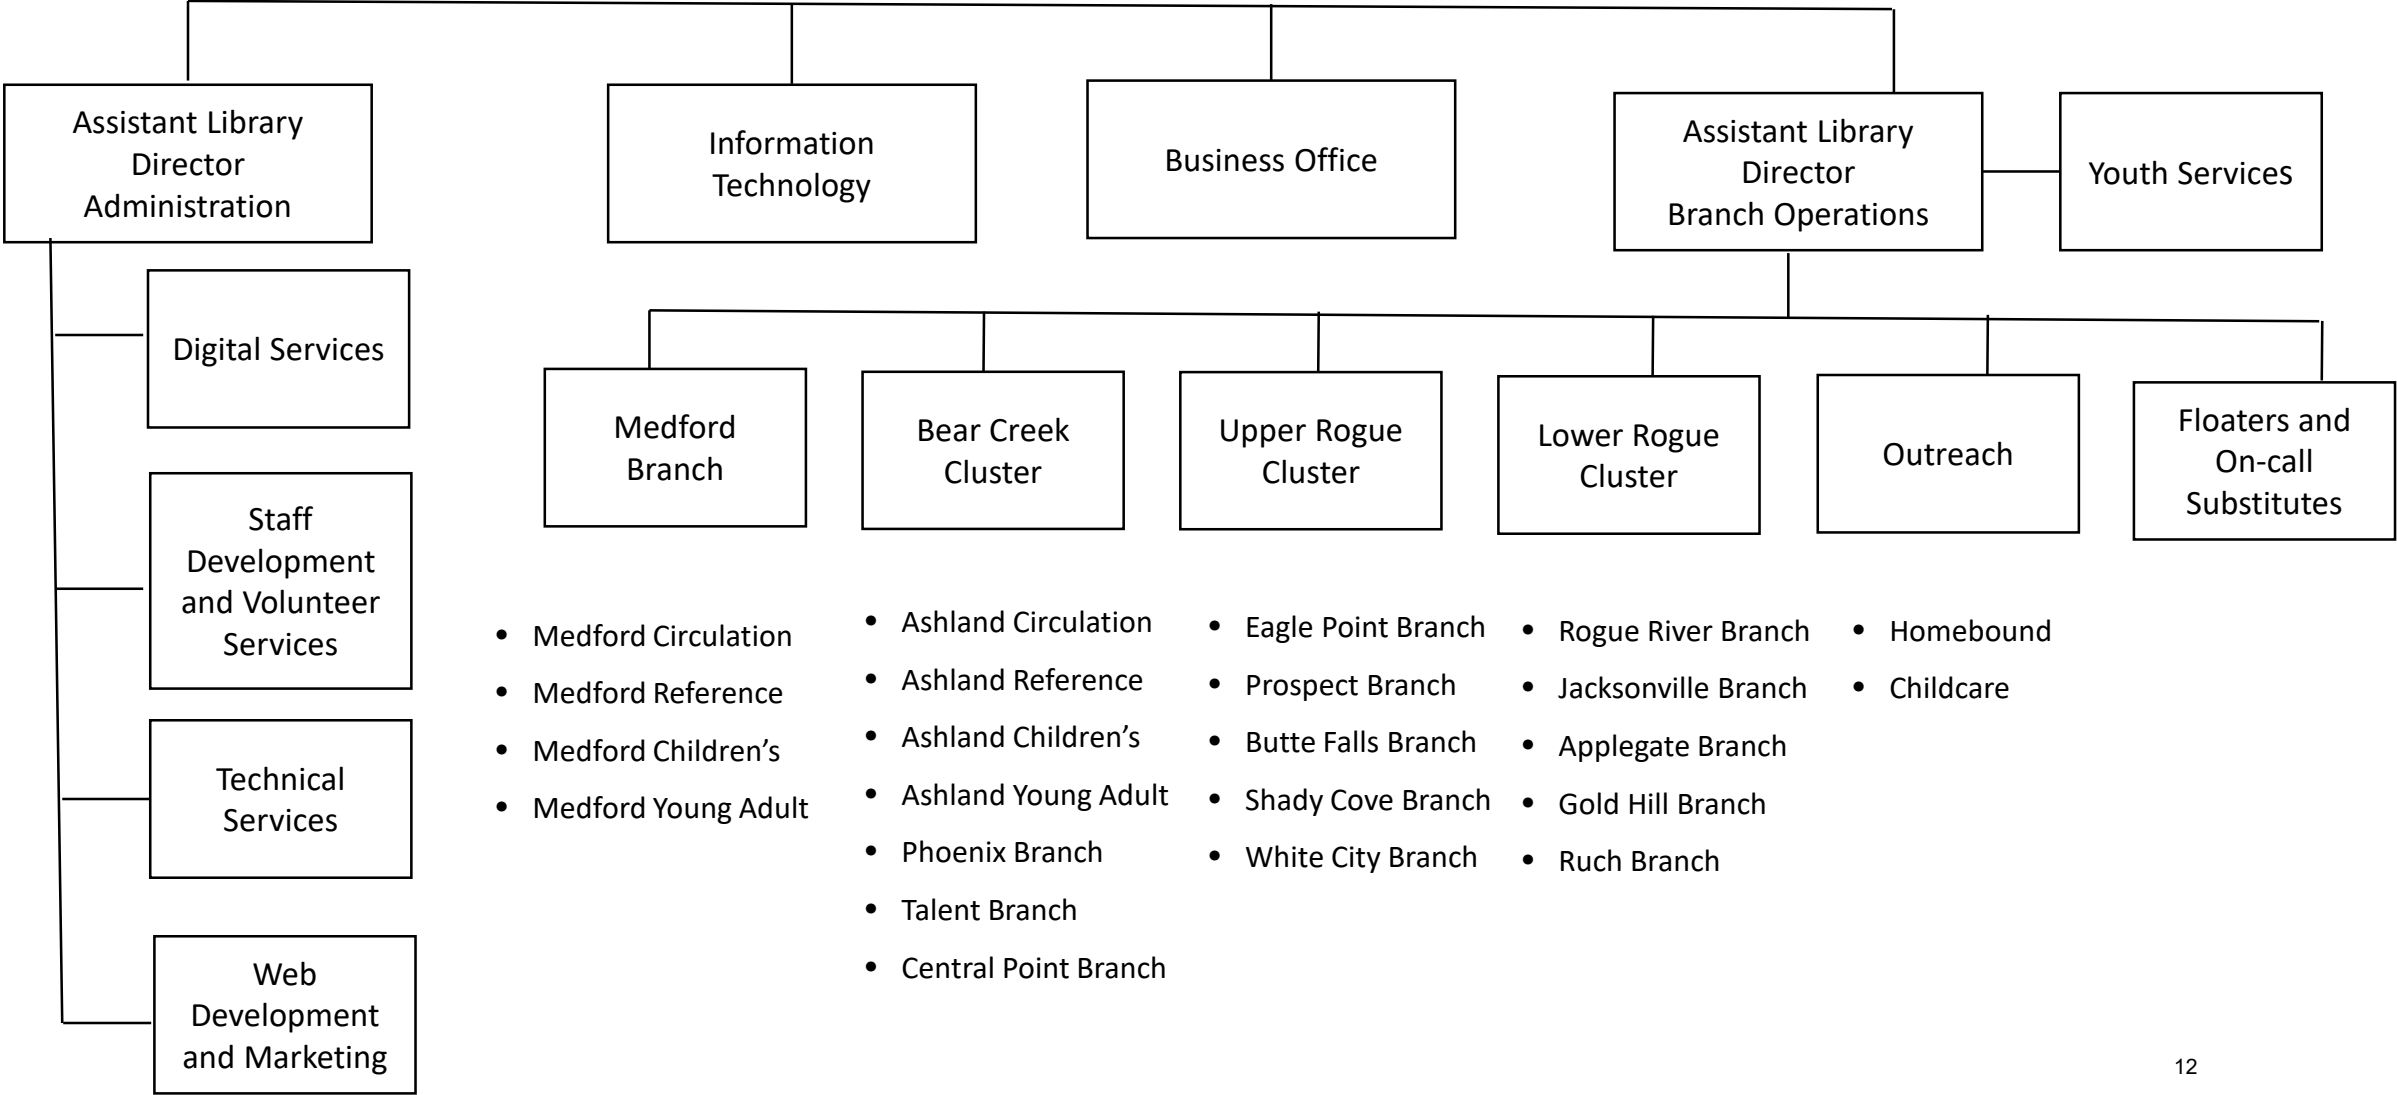 Assistant Library
Director
Administration
Information
Technology
Business Office
Assistant Library
Director
Branch Operations
Youth Services
Digital Services
Staff
Development
and Volunteer
Services
Technical
Services
Web
Development
and Marketing
Medford
Branch
Bear Creek
Cluster
Upper Rogue
Cluster
Lower Rogue
Cluster
Outreach
Floaters and
On-call
Substitutes
• Medford Circulation
• Medford Reference
• Medford Children’s
• Medford Young Adult
• Ashland Circulation
• Ashland Reference
• Ashland Children’s
• Ashland Young Adult
• Phoenix Branch
• Talent Branch
• Central Point Branch
• Eagle Point Branch
• Prospect Branch
• Butte Falls Branch
• Shady Cove Branch
• White City Branch
• Rogue River Branch
• Jacksonville Branch
• Applegate Branch
• Gold Hill Branch
• Ruch Branch
• Homebound
• Childcare
12